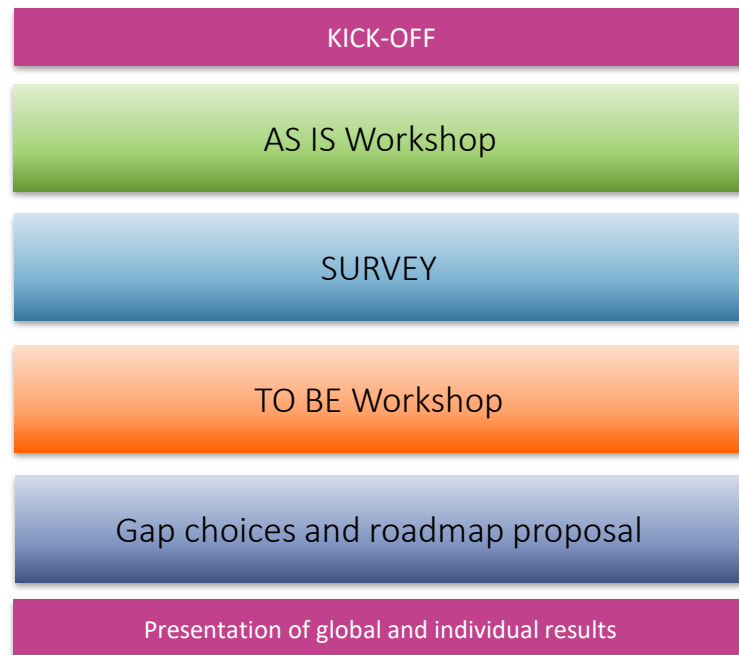 KICK-OFF
AS IS Workshop
SURVEY
TO BE Workshop
Gap choices and roadmap proposal
Presentation of global and individual results